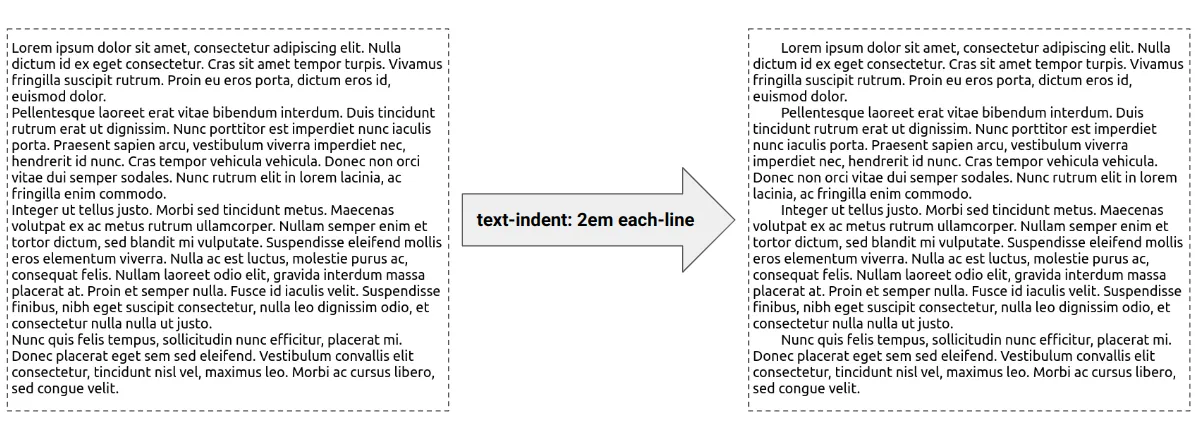 Lorem ipsum dolor sit amet, consectetur adipiscing elit. Nulla
dictum id ex eget consectetur. Cras sit amet tempor turpis. Vivamus
fringilla suscipit rutrum. Proin eu eros porta, dictum eros id,
euismod dolor.
Pellentesque laoreet erat vitae bibendum interdum. Duis tincidunt
rutrum erat ut dignissim. Nunc porttitor est imperdiet nunc iaculis
porta. Praesent sapien arcu, vestibulum viverra imperdiet nec,
hendrerit id nunc. Cras tempor vehicula vehicula. Donec non orci
vitae dui semper sodales. Nunc rutrum elit in lorem lacinia, ac
fringilla enim commodo.
Integer ut tellus justo. Morbi sed tincidunt metus. Maecenas
volutpat ex ac metus rutrum ullamcorper. Nullam semper enim et
tortor dictum, sed blandit mi vulputate. Suspendisse eleifend mollis
eros elementum viverra. Nulla ac est luctus, molestie purus ac,
consequat felis. Nullam laoreet odio elit, gravida interdum massa
placerat at. Proin et semper nulla. Fusce id iaculis velit. Suspendisse
finibus, nibh eget suscipit consectetur, nulla leo dignissim odio, et
consectetur nulla nulla ut justo.
Nunc quis felis tempus, sollicitudin nunc efficitur, placerat mi.
Donec placerat eget sem sed eleifend. Vestibulum convallis elit
consectetur, tincidunt nisl vel, maximus leo. Morbi ac cursus libero,
sed congue velit.
text-indent: 2em each-line
Lorem ipsum dolor sit amet, consectetur adipiscing elit. Nulla
dictum id ex eget consectetur. Cras sit amet tempor turpis. Vivamus
fringilla suscipit rutrum. Proin eu eros porta, dictum eros id,
euismod dolor.
Pellentesque laoreet erat vitae bibendum interdum. Duis
tincidunt rutrum erat ut dignissim. Nunc porttitor est imperdiet
nunc iaculis porta. Praesent sapien arcu, vestibulum viverra
imperdiet nec, hendrerit id nunc. Cras tempor vehicula vehicula.
Donec non orci vitae dui semper sodales. Nunc rutrum elit in lorem
lacinia, ac fringilla enim commodo.
Integer ut tellus justo. Morbi sed tincidunt metus. Maecenas
volutpat ex ac metus rutrum ullamcorper. Nullam semper enim et
tortor dictum, sed blandit mi vulputate. Suspendisse eleifend mollis
eros elementum viverra. Nulla ac est luctus, molestie purus ac,
consequat felis. Nullam laoreet odio elit, gravida interdum massa
placerat at. Proin et semper nulla. Fusce id iaculis velit. Suspendisse
finibus, nibh eget suscipit consectetur, nulla leo dignissim odio, et
consectetur nulla nulla ut justo.
Nunc quis felis tempus, sollicitudin nunc efficitur, placerat mi.
Donec placerat eget sem sed eleifend. Vestibulum convallis elit
consectetur, tincidunt nisl vel, maximus leo. Morbi ac cursus libero,
sed congue velit.